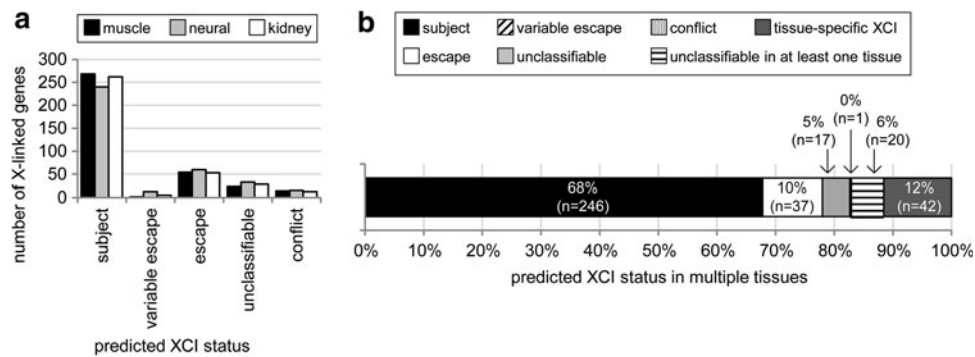 a
muscle neural kidney
number of X-linked genes
300
250
200
150
100
50
0
subject
variable escape
escape
unclassifiable
conflict
predicted XCI status
b
subject variable escape conflict tissue-specific XCI
escape unclassifiable unclassifiable in at least one tissue
0%
(n=1)
5%
(n=17)
6%
(n=20)
68%
(n=246)
10%
(n=37)
12%
(n=42)
0% 10% 20% 30% 40% 50% 60% 70% 80% 90% 100%
predicted XCI status in multiple tissues